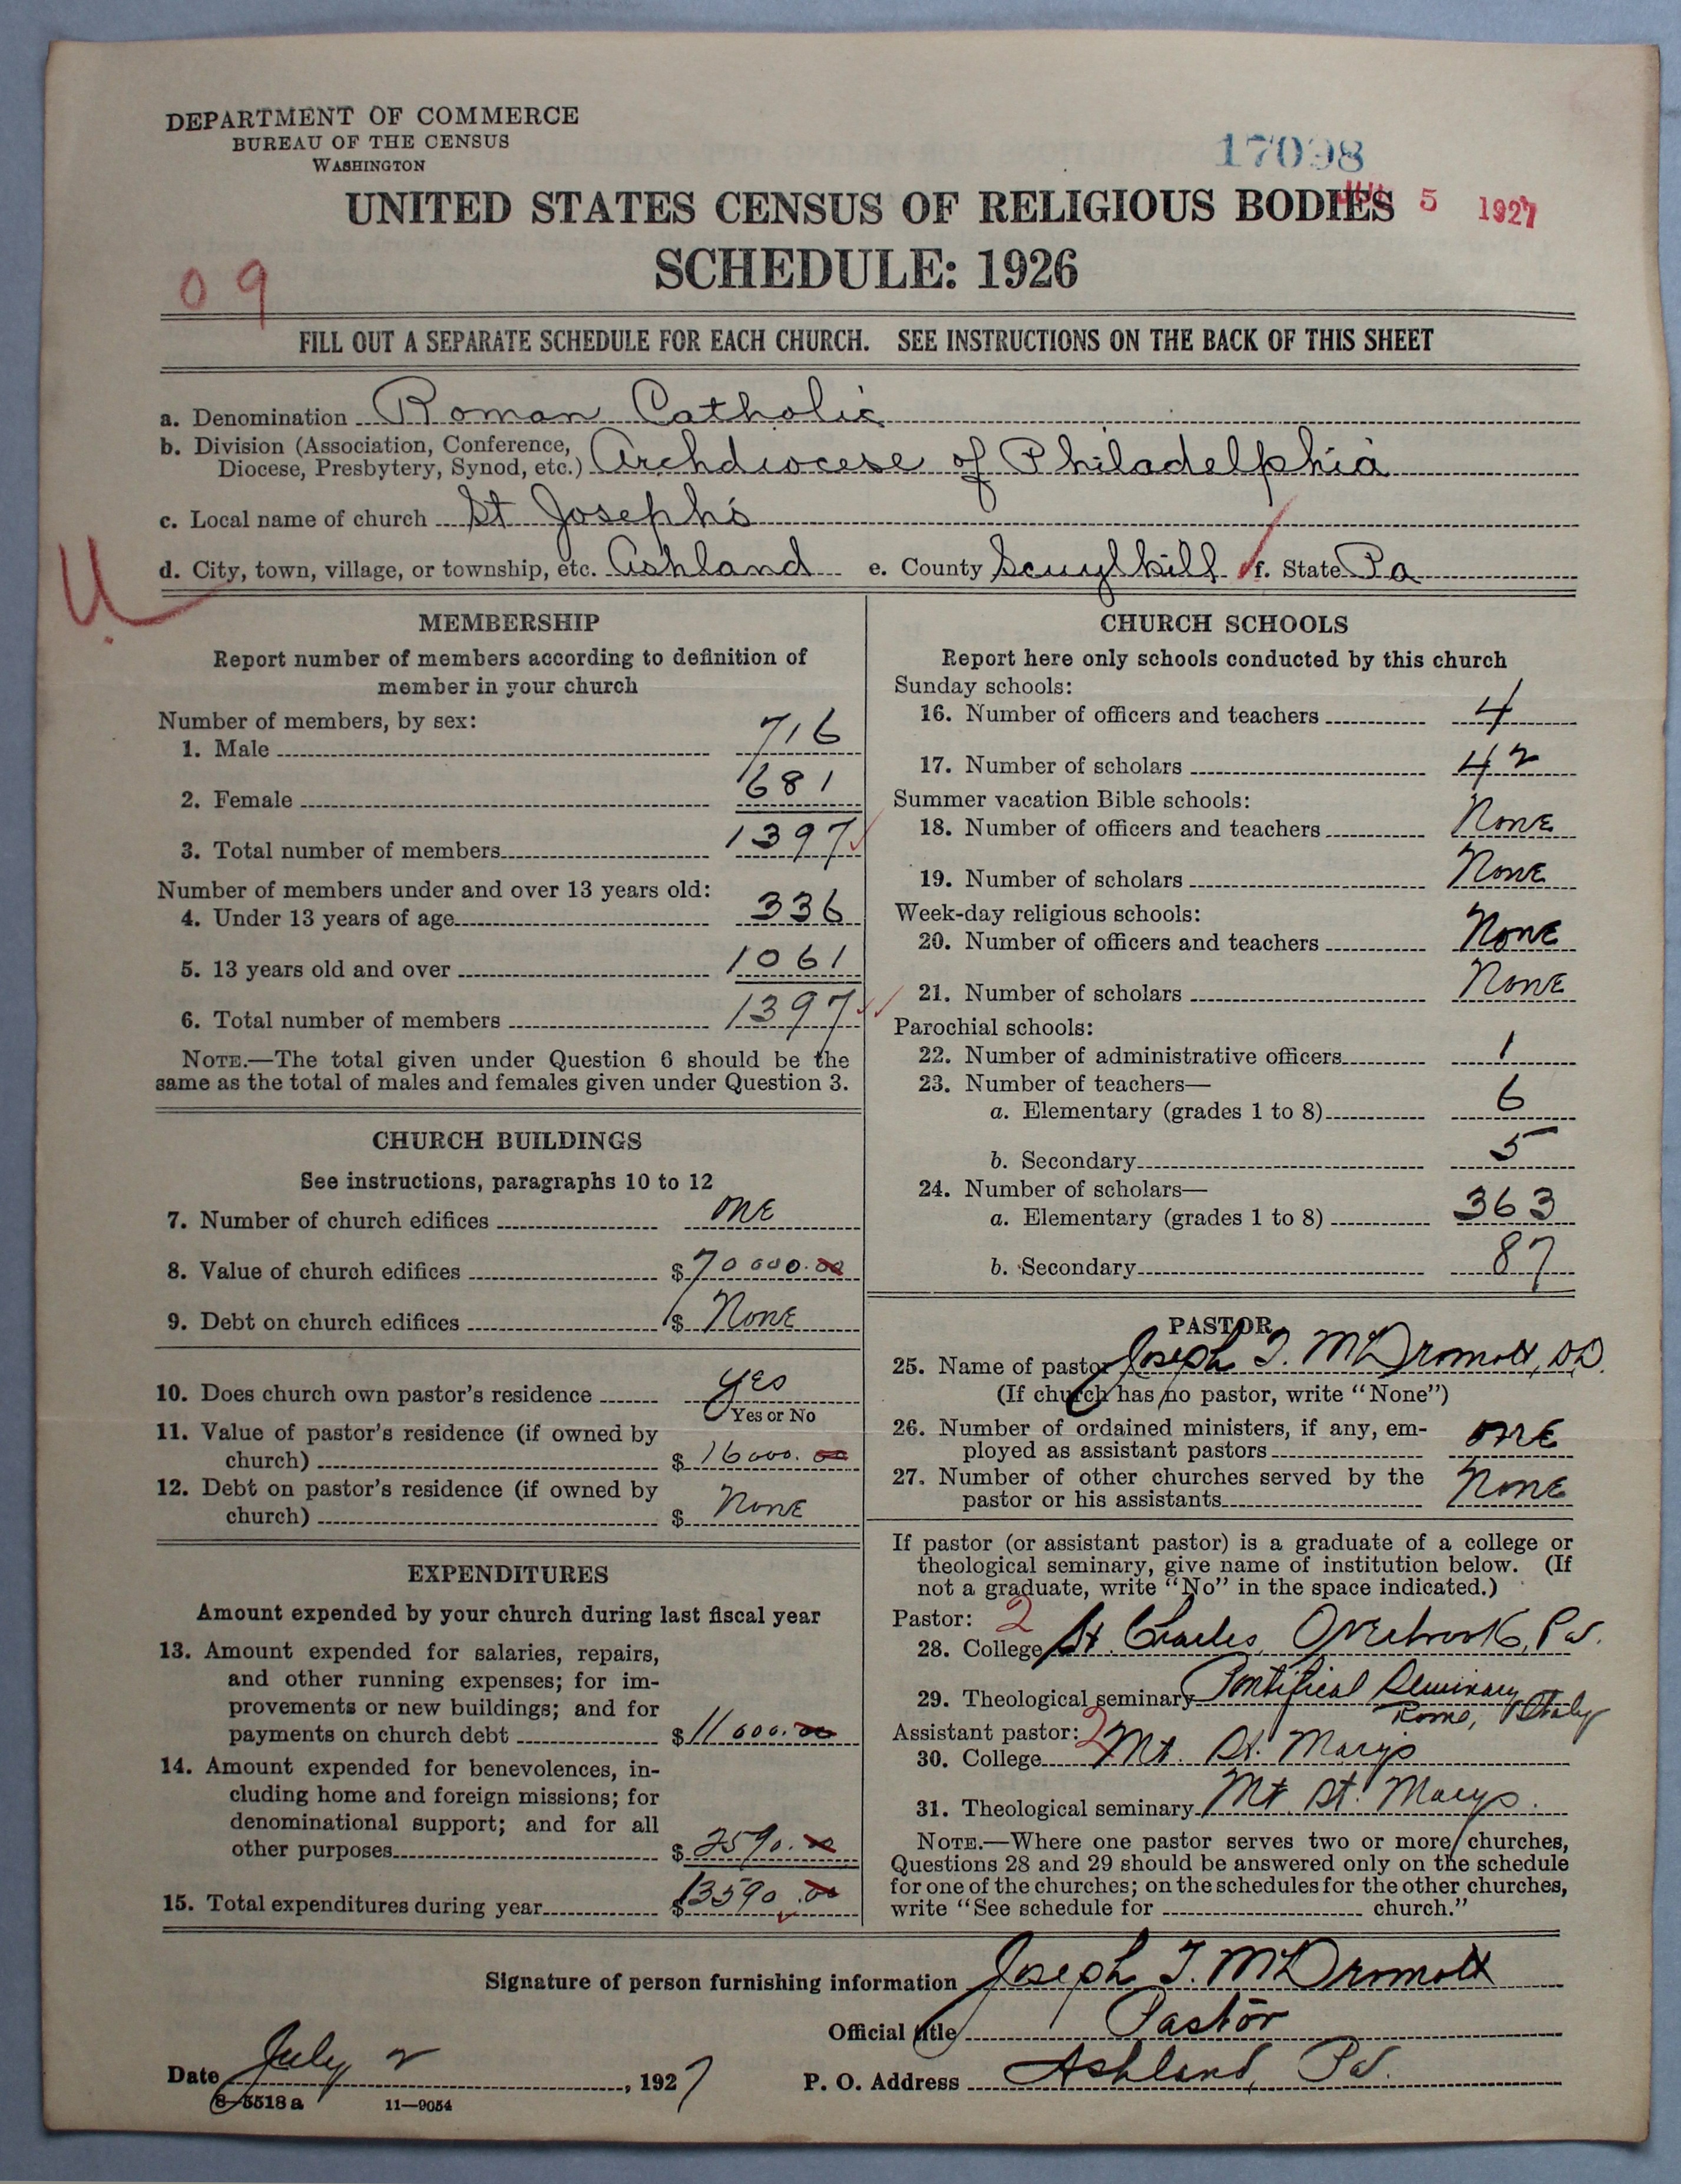 DEPARTMENT OF COMMERCE
BUREAU OF THE CENSUS
WASHINGTON
17098
UNITED STATES CENSUS OF RELIGIOUS BODIES
JUL 5 1927
SCHEDULE: 1926
09
FILL OUT A SEPARATE SCHEDULE FOR EACH CHURCH. SEE INSTRUCTIONS ON THE BACK OF THIS SHEET
a. Denomination Roman Catholic
b. Division (Association, Conference,
Diocese, Presbytery, Synod, etc.) Archdiocese of Philadelphia
c. Local name of church St Joseph's
d. City, town, village, or township, etc. Ashland e. County Scuylkill f. State Pa
U
MEMBERSHIP
Report number of members according to definition of
member in your church
Number of members, by sex:
1. Male 716
2. Female 681
3. Total number of members 1397
Number of members under and over 13 years old:
4. Under 13 years of age 336
5. 13 years old and over 1061
6. Total number of members 1397
NOTE.—The total given under Question 6 should be the
same as the total of males and females given under Question 3.
CHURCH BUILDINGS
See instructions, paragraphs 10 to 12
7. Number of church edifices one
8. Value of church edifices $70000.00
9. Debt on church edifices $ None
10. Does church own pastor's residence yes
Yes or No
11. Value of pastor's residence (if owned by
church) $ 16000.00
12. Debt on pastor's residence (if owned by
church) $ None
EXPENDITURES
Amount expended by your church during last fiscal year
13. Amount expended for salaries, repairs,
and other running expenses; for im-
provements or new buildings; and for
payments on church debt $11000.00
14. Amount expended for benevolences, in-
cluding home and foreign missions; for
denominational support; and for all
other purposes $ 2590.00
15. Total expenditures during year $13590.00
CHURCH SCHOOLS
Report here only schools conducted by this church
Sunday schools:
16. Number of officers and teachers 4
17. Number of scholars 42
Summer vacation Bible schools:
18. Number of officers and teachers None
19. Number of scholars None
Week-day religious schools:
20. Number of officers and teachers None
21. Number of scholars None
Parochial schools:
22. Number of administrative officers 1
23. Number of teachers—
a. Elementary (grades 1 to 8) 6
b. Secondary 5
24. Number of scholars—
a. Elementary (grades 1 to 8) 363
b. Secondary 87
PASTOR
25. Name of pastor Joseph T. McDromott, D.D.
(If church has no pastor, write "None")
26. Number of ordained ministers, if any, em-
ployed as assistant pastors one
27. Number of other churches served by the
pastor or his assistants None
If pastor (or assistant pastor) is a graduate of a college or
theological seminary, give name of institution below. (If
not a graduate, write "No" in the space indicated.)
Pastor: 2
28. College St. Charles, Overbrook, Pa.
29. Theological seminary Pontifical Seminary
Rome, Italy
Assistant pastor: 2
30. College Mt. St. Marys
31. Theological seminary Mt St. Marys.
NOTE.—Where one pastor serves two or more churches,
Questions 28 and 29 should be answered only on the schedule
for one of the churches; on the schedules for the other churches,
write "See schedule for church."
Signature of person furnishing information Joseph T. McDromott
Official title Pastor
Date July 2, 1927 P. O. Address Ashland, Pa.
8—5518a 11—9054